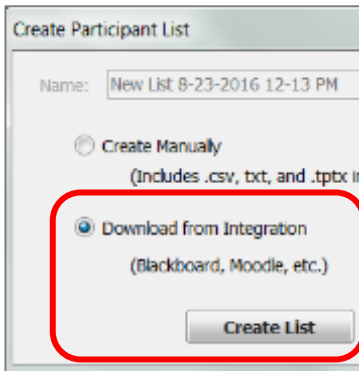 Create Participant List
Name: New List 8-23-2016 12-13 PM
Create Manually
(Includes .csv, txt, and .tptx
Download from Integration
(Blackboard, Moodle, etc.)
Create List